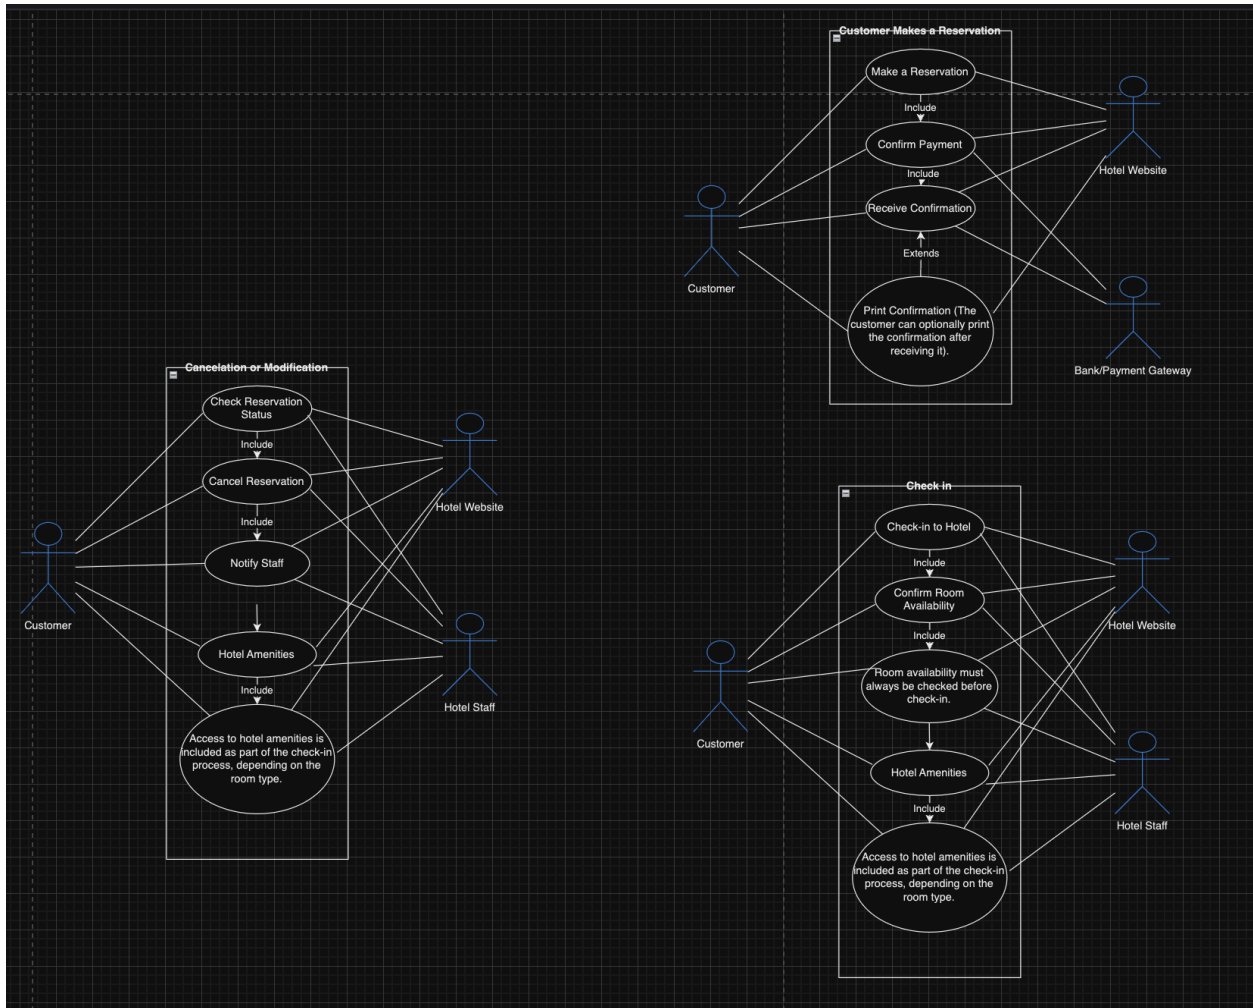 Customer Makes a Reservation
Make a Reservation
Include
Confirm Payment
Include
Receive Confirmation
Extends
Print Confirmation (The
customer can optionally print
the confirmation after
receiving it).
Customer
Hotel Website
Bank/Payment Gateway
Cancelation or Modification
Check Reservation
Status
Include
Cancel Reservation
Include
Notify Staff
Hotel Amenities
Include
Access to hotel amenities is
included as part of the check-in
process, depending on the
room type.
Customer
Hotel Website
Hotel Staff
Check in
Check-in to Hotel
Include
Confirm Room
Availability
Include
Room availability must
always be checked before
check-in.
Hotel Amenities
Include
Access to hotel amenities is
included as part of the check-in
process, depending on the
room type.
Customer
Hotel Website
Hotel Staff